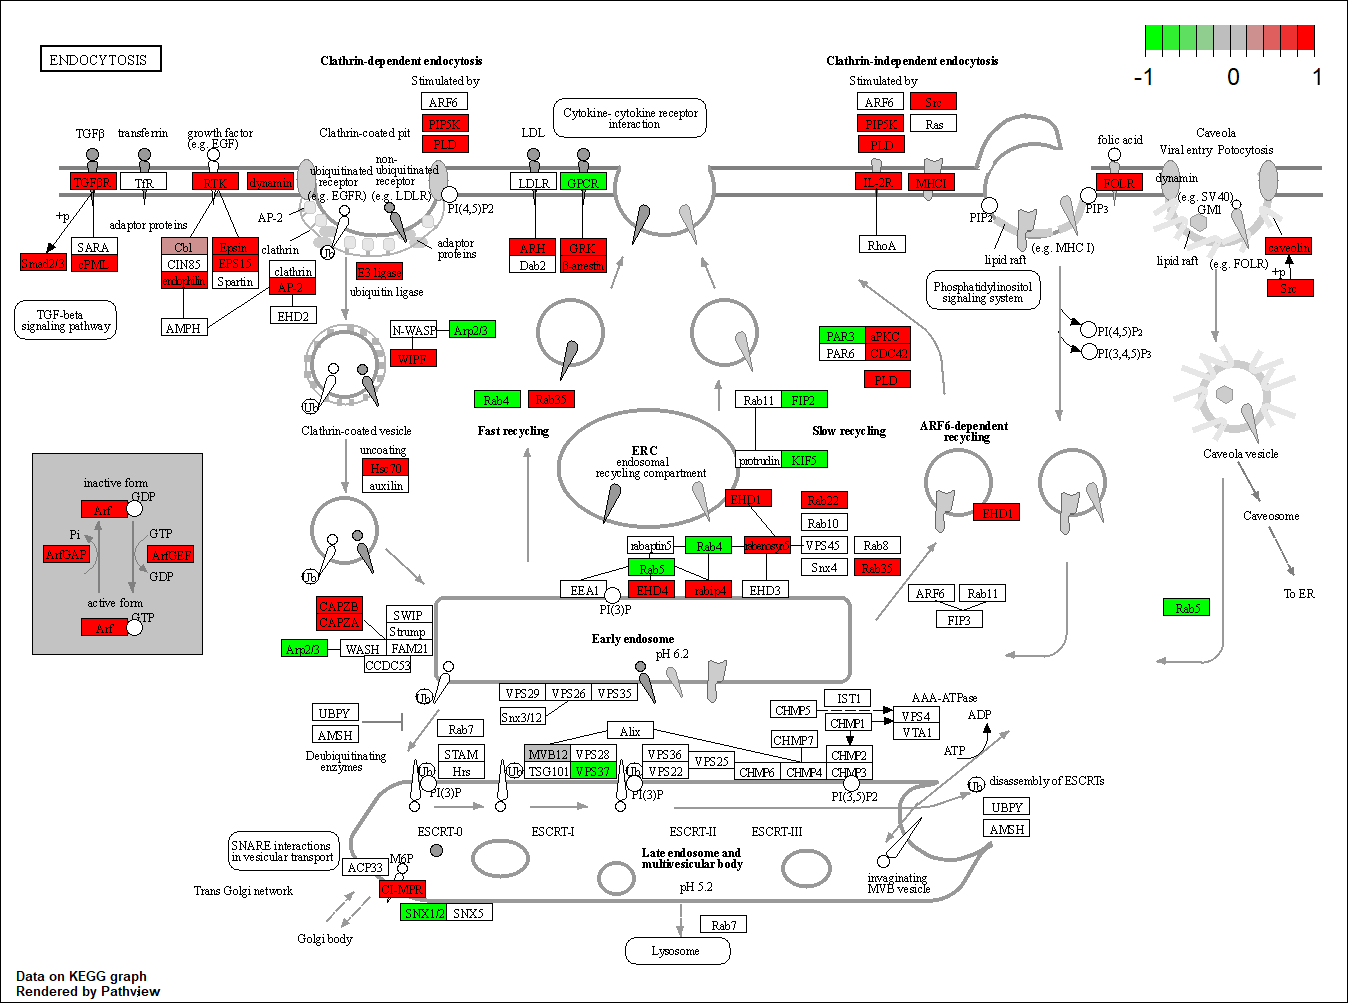 ENDOCYTOSIS
-1
0
1
Clathrin-dependent endocytosis
Stimulated by
ARF6
PIP5K
PLD
Clathrin-independent endocytosis
Stimulated by
ARF6
Src
PIP5K
Ras
PLD
Cytokine- cytokine receptor
interaction
TGFβ
transferrin
growth factor
(e.g. EGF)
Clathrin-coated pit
LDL
folic acid
Caveola
Viral entry
Potocytosis
TGFβR
TfR
RTK
dynamin
ubiquitinated
receptor
(e.g. EGFR)
non-
ubiquitinated
receptor
(e.g. LDLR)
LDLR
GPCR
IL-2R
MHCI
FOLR
dynamin
(e.g. SV40)
GM1
PI(4,5)P2
PIP2
PIP3
+p
adaptor proteins
AP-2
clathrin
Ub
adaptor
proteins
SARA
cPML
Smad2/3
Cbl
CIN85
endophilin
Epsin
EPS15
Spartin
clathrin
AP-2
EHD2
AMPH
E3 ligase
ubiquitin ligase
ARH
Dab2
GRK
β-arrestin
RhoA
lipid raft
(e.g. MHC I)
lipid raft
(e.g. FOLR)
caveolin
+p
Src
TGF-beta
signaling pathway
Phosphatidylinositol
signaling system
N-WASP
Arp2/3
WIPF
PI(4,5)P2
PI(3,4,5)P3
PAR3
aPKC
PAR6
CDC42
PLD
Ub
Clathrin-coated vesicle
Rab4
Rab35
Fast recycling
Rab11
FIP2
Slow recycling
protrudin
KIF5
ARF6-dependent
recycling
Caveola vesicle
uncoating
Hsc70
auxilin
ERC
endosomal
recycling compartment
EHD1
Rab22
Rab10
VPS45
Rab8
Snx4
Rab35
EHD1
Caveosome
inactive form
GDP
Arf
Pi
GTP
ArfGAP
ArfGEF
GDP
active form
GTP
Arf
Ub
rabaptin5
Rab4
rabenosyn5
Rab5
EEA1
EHD4
rabip4
EHD3
PI(3)P
ARF6
Rab11
FIP3
Rab5
To ER
CAPZB
CAPZA
SWIP
Strump
Arp2/3
WASH
FAM21
CCDC53
Early endosome
pH 6.2
Ub
VPS29
VPS26
VPS35
Snx3/12
UBPY
AMSH
Deubiquitinating
enzymes
Rab7
STAM
Hrs
Ub
PI(3)P
Alix
MVB12
VPS28
TSG101
VPS37
Ub
VPS36
VPS22
VPS25
Ub
PI(3)P
CHMP5
IST1
CHMP1
CHMP7
CHMP2
CHMP6
CHMP4
CHMP3
PI(3,5)P2
AAA-ATPase
VPS4
VTA1
ADP
ATP
Ub
disassembly of ESCRTs
UBPY
AMSH
ESCRT-0
ESCRT-I
ESCRT-II
ESCRT-III
SNARE interactions
in vesicular transport
Late endosome and
multivesicular body
pH 5.2
invaginating
MVB vesicle
ACP33
M6P
CI-MPR
Trans Golgi network
SNX1/2
SNX5
Golgi body
Rab7
Lysosome
Data on KEGG graph
Rendered by Pathview